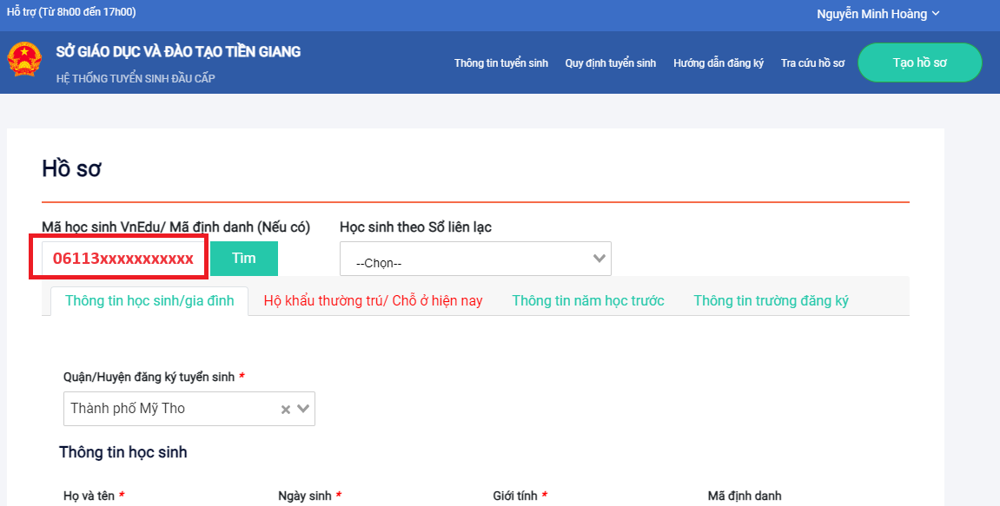 Hỗ trợ (Từ 8h00 đến 17h00)
Nguyễn Minh Hoàng
SỞ GIÁO DỤC VÀ ĐÀO TẠO TIỀN GIANG
HỆ THỐNG TUYỂN SINH ĐẦU CẤP
Thông tin tuyển sinh Quy định tuyển sinh Hướng dẫn đăng ký Tra cứu hồ sơ Tạo hồ sơ
Hồ sơ
Mã học sinh VnEdu/ Mã định danh (Nếu có) Học sinh theo Sổ liên lạc
06113xxxxxxxxxxx Tìm --Chọn--
Thông tin học sinh/gia đình Hộ khẩu thường trú/ Chỗ ở hiện nay Thông tin năm học trước Thông tin trường đăng ký
Quận/Huyện đăng ký tuyển sinh *
Thành phố Mỹ Tho
Thông tin học sinh
Họ và tên * Ngày sinh * Giới tính * Mã định danh